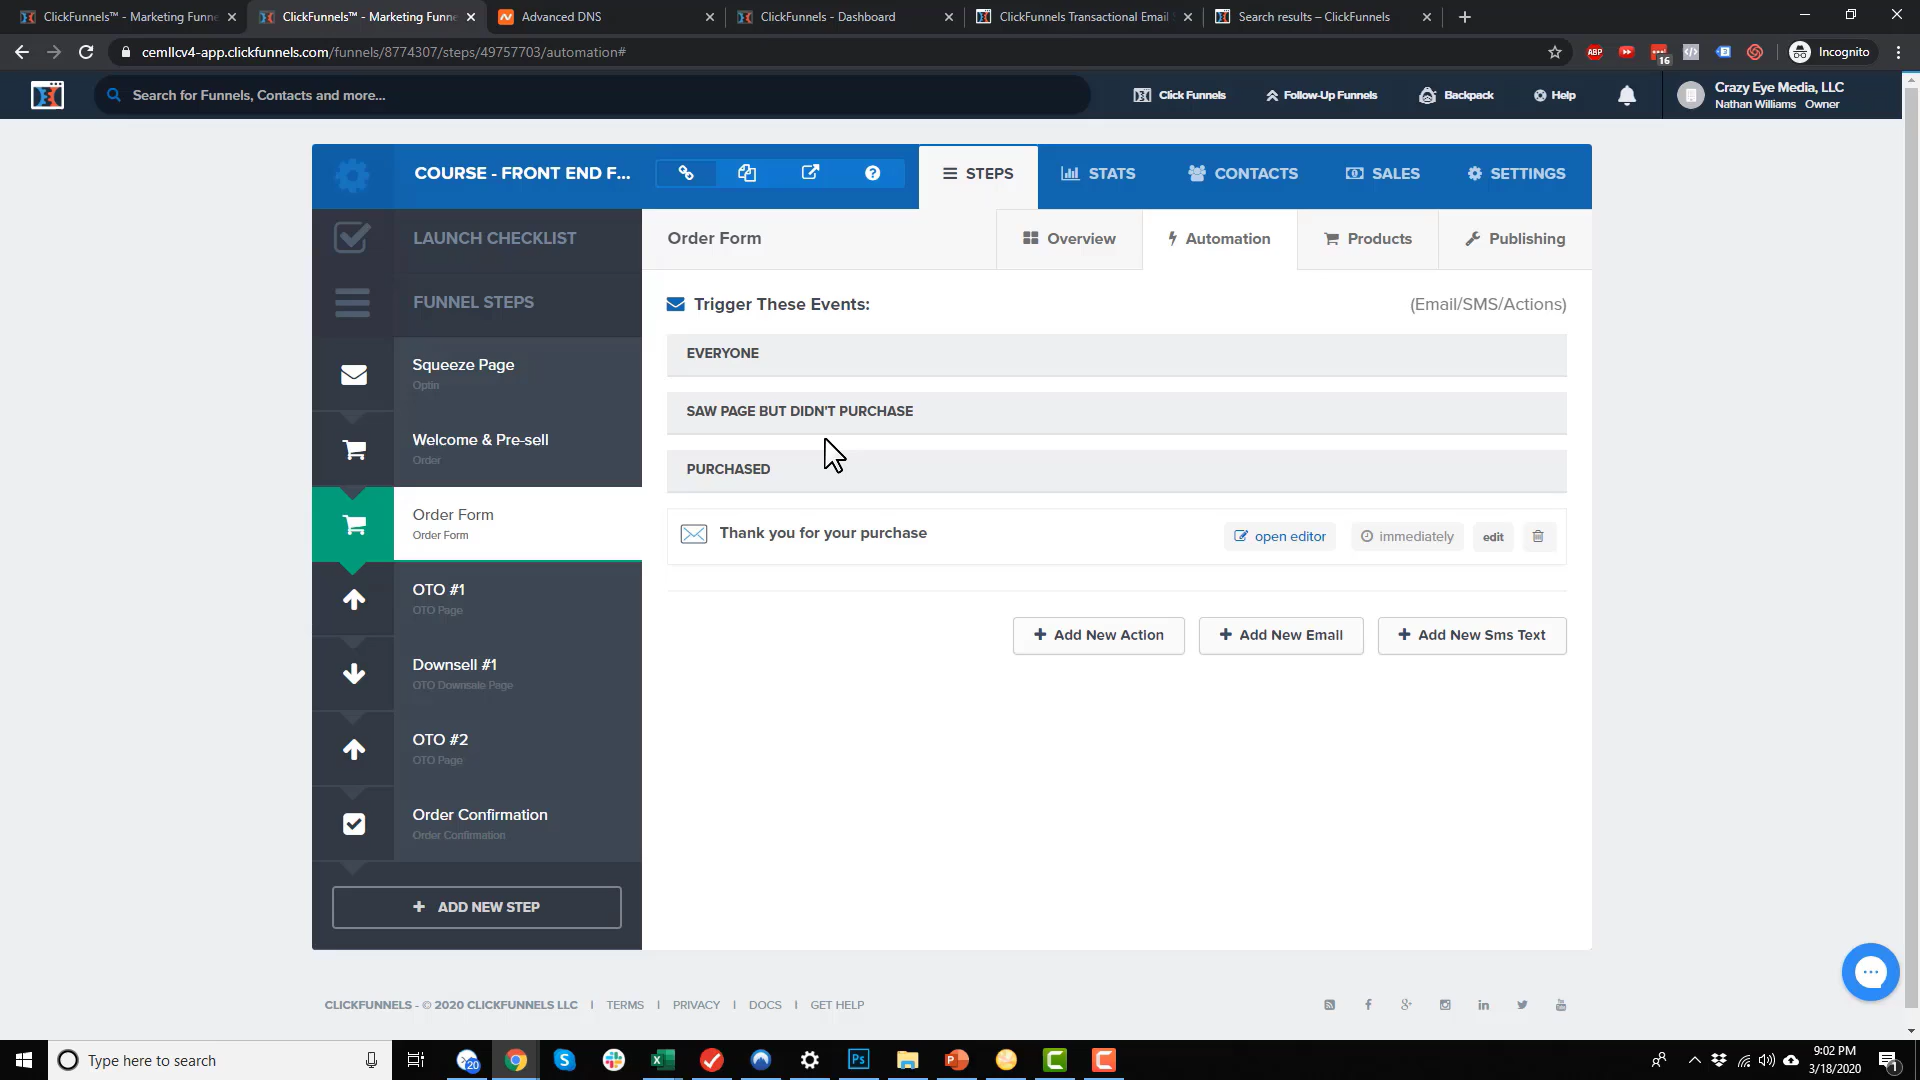 ClickFunnels™ - Marketing Funne
ClickFunnels™ - Marketing Funne
Advanced DNS
ClickFunnels - Dashboard
ClickFunnels Transactional Email
Search results – ClickFunnels
cemllcv4-app.clickfunnels.com/funnels/8774307/steps/49757703/automation#
ABP
16
Incognito
Search for Funnels, Contacts and more...
Click Funnels
Follow-Up Funnels
Backpack
Help
Crazy Eye Media, LLC
Nathan Williams Owner
COURSE - FRONT END F...
STEPS
STATS
CONTACTS
SALES
SETTINGS
LAUNCH CHECKLIST
FUNNEL STEPS
Squeeze Page
Optin
Welcome & Pre-sell
Order
Order Form
Order Form
OTO #1
OTO Page
Downsell #1
OTO Downsale Page
OTO #2
OTO Page
Order Confirmation
Order Confirmation
+ ADD NEW STEP
Order Form
Overview
Automation
Products
Publishing
Trigger These Events:
(Email/SMS/Actions)
EVERYONE
SAW PAGE BUT DIDN'T PURCHASE
PURCHASED
Thank you for your purchase
open editor
immediately
edit
+ Add New Action
+ Add New Email
+ Add New Sms Text
CLICKFUNNELS - © 2020 CLICKFUNNELS LLC | TERMS | PRIVACY | DOCS | GET HELP
Type here to search
20
Ps
9:02 PM
3/18/2020
1